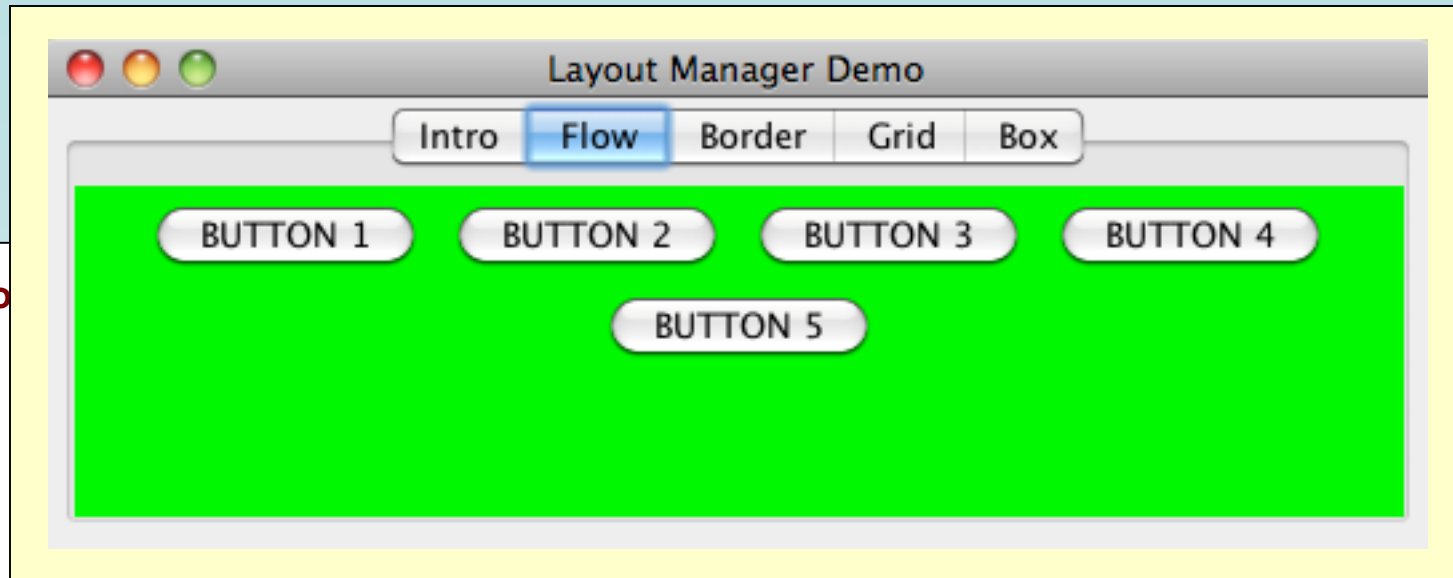 Layout Manager Demo
Intro Flow Border Grid Box
BUTTON 1 BUTTON 2 BUTTON 3 BUTTON 4
BUTTON 5